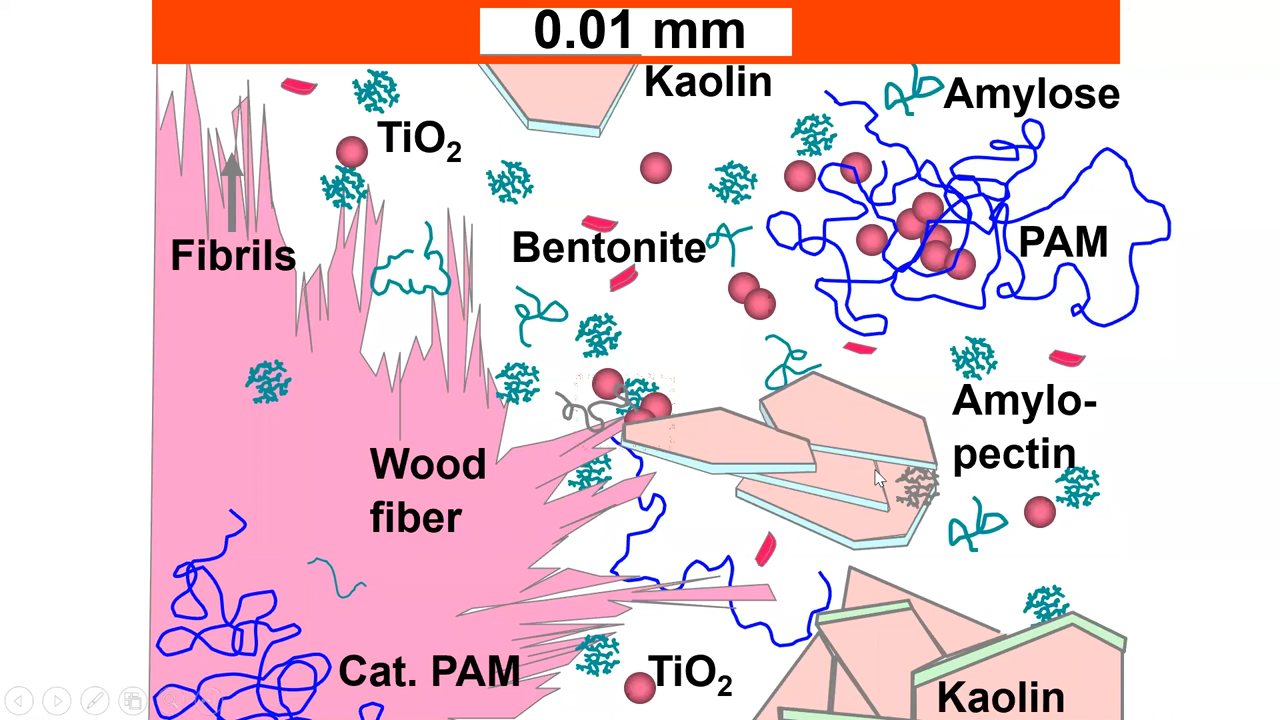 0.01 mm
Kaolin
Amylose
TiO₂
Fibrils
Bentonite
PAM
Amylo-
pectin
Wood
fiber
Cat. PAM
TiO₂
Kaolin